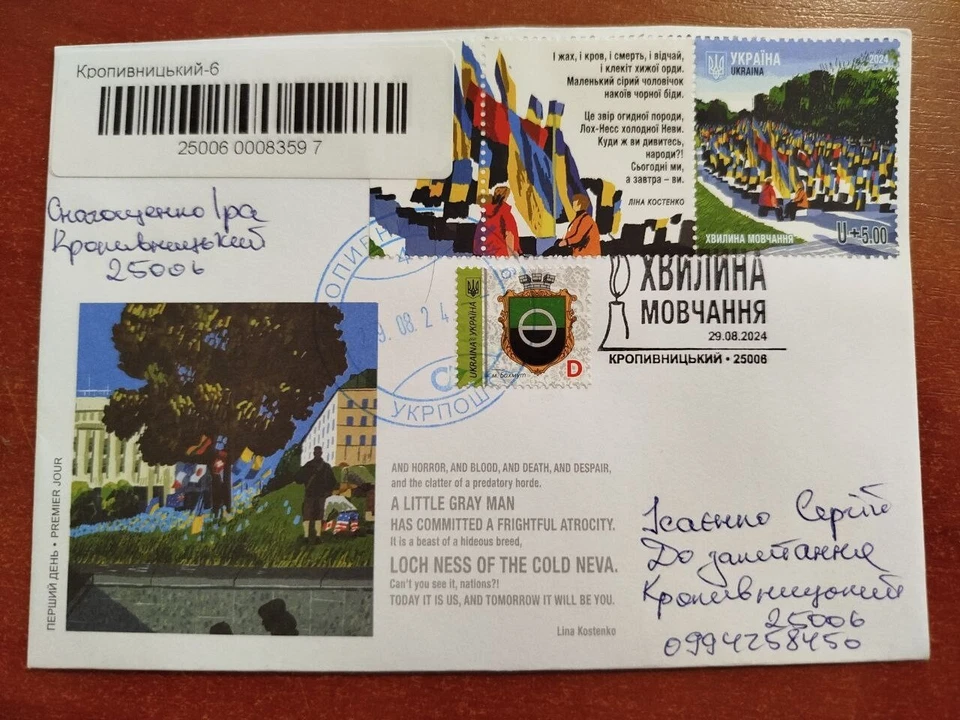 Кропивницький-6
25006 0008359 7
 Іра
Кропивницький
25006
І жах, і кров, і смерть, і відчай,
і клекіт хижої орди.
Маленький сірий чоловічок
накоїв чорної біди.
Це звір огидної породи,
Лох-Несс холодної Неви.
Куди ж ви дивитесь,
народи?!
Сьогодні ми,
а завтра – ви.
ЛІНА КОСТЕНКО
УКРАЇНА
UKRAINA
2024
ХВИЛИНА МОВЧАННЯ
U+5.00
UKRAINA УКРАЇНА
м. Бахмут
D
08.24
УКРПОШ
ХВИЛИНА
МОВЧАННЯ
29.08.2024
КРОПИВНИЦЬКИЙ • 25006
ПЕРШИЙ ДЕНЬ • PREMIER JOUR
AND HORROR, AND BLOOD, AND DEATH, AND DESPAIR,
and the clatter of a predatory horde.
A LITTLE GRAY MAN
HAS COMMITTED A FRIGHTFUL ATROCITY.
It is a beast of a hideous breed,
LOCH NESS OF THE COLD NEVA.
Can't you see it, nations?!
TODAY IT IS US, AND TOMORROW IT WILL BE YOU.
Lina Kostenko
Ісаєнко Сергій
До запитання
Кропивницький
25006
0994258450